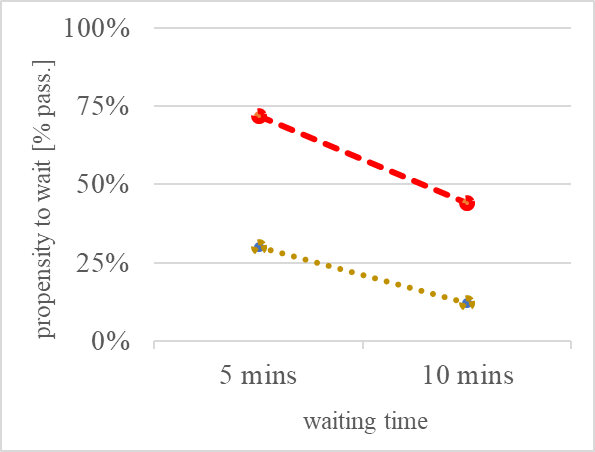 100%
75%
50%
25%
0%
propensity to wait [% pass.]
5 mins
10 mins
waiting time